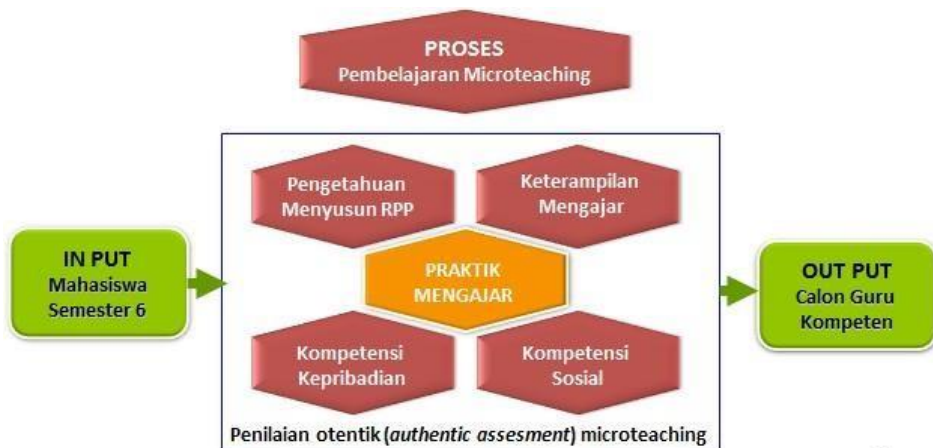 PROSES
Pembelajaran Microteaching
Pengetahuan
Menyusun RPP
Keterampilan
Mengajar
IN PUT
Mahasiswa
Semester 6
PRAKTIK
MENGAJAR
OUT PUT
Calon Guru
Kompeten
Kompetensi
Kepribadian
Kompetensi
Sosial
Penilaian otentik (authentic assesment) microteaching